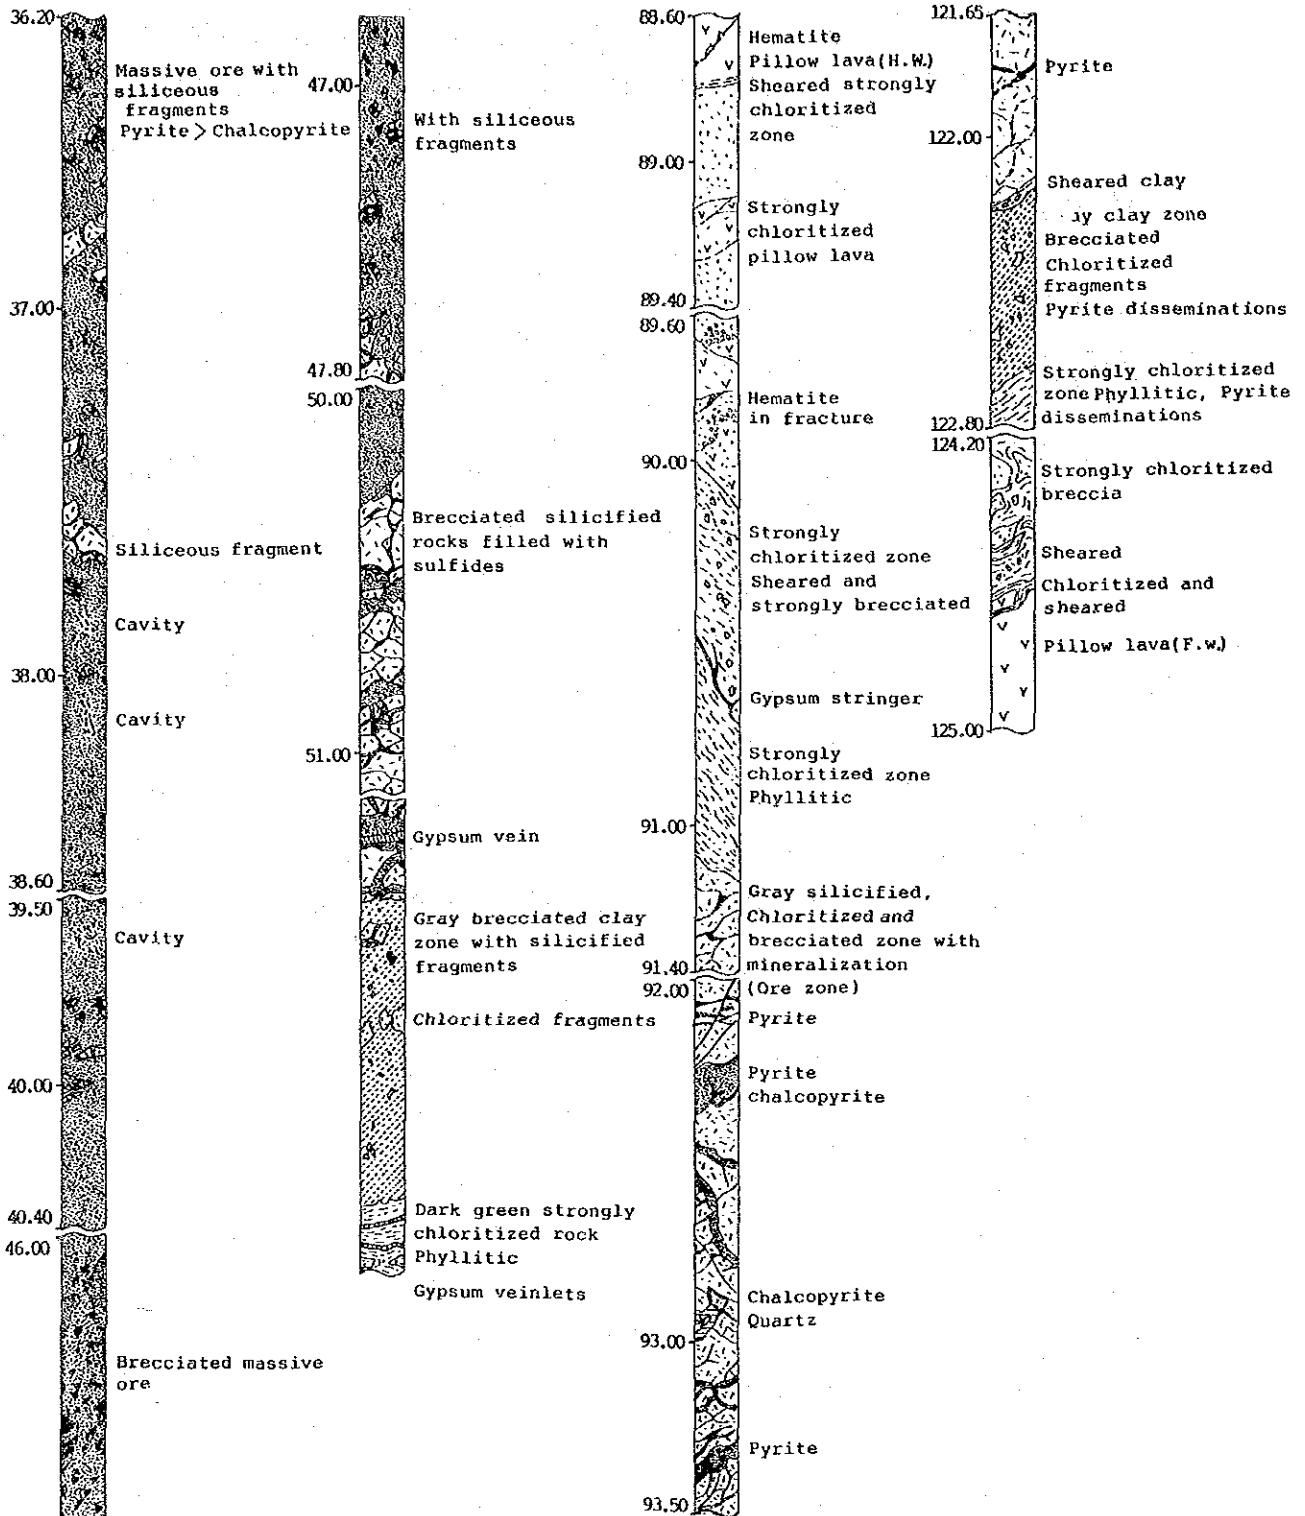 36.20
Massive ore with
siliceous
fragments
Pyrite > Chalcopyrite
37.00
Siliceous fragment
Cavity
38.00
Cavity
38.60
39.50
Cavity
40.00
40.40
46.00
Brecciated massive
ore
47.00
With siliceous
fragments
47.80
50.00
Brecciated silicified
rocks filled with
sulfides
51.00
Gypsum vein
Gray brecciated clay
zone with silicified
fragments
Chloritized fragments
Dark green strongly
chloritized rock
Phyllitic
Gypsum veinlets
88.60
Hematite
Pillow lava(H.W.)
Sheared strongly
chloritized
zone
89.00
Strongly
chloritized
pillow lava
89.40
89.60
Hematite
in fracture
90.00
Strongly
chloritized zone
Sheared and
strongly brecciated
Gypsum stringer
Strongly
chloritized zone
Phyllitic
91.00
Gray silicified,
Chloritized and
brecciated zone with
mineralization
(Ore zone)
91.40
92.00
Pyrite
Pyrite
chalcopyrite
Chalcopyrite
Quartz
93.00
Pyrite
93.50
121.65
Pyrite
122.00
Sheared clay
clay zone
Brecciated
Chloritized
fragments
Pyrite disseminations
Strongly chloritized
zone Phyllitic, Pyrite
disseminations
122.80
124.20
Strongly chloritized
breccia
Sheared
Chloritized and
sheared
Pillow lava(F.w.)
125.00